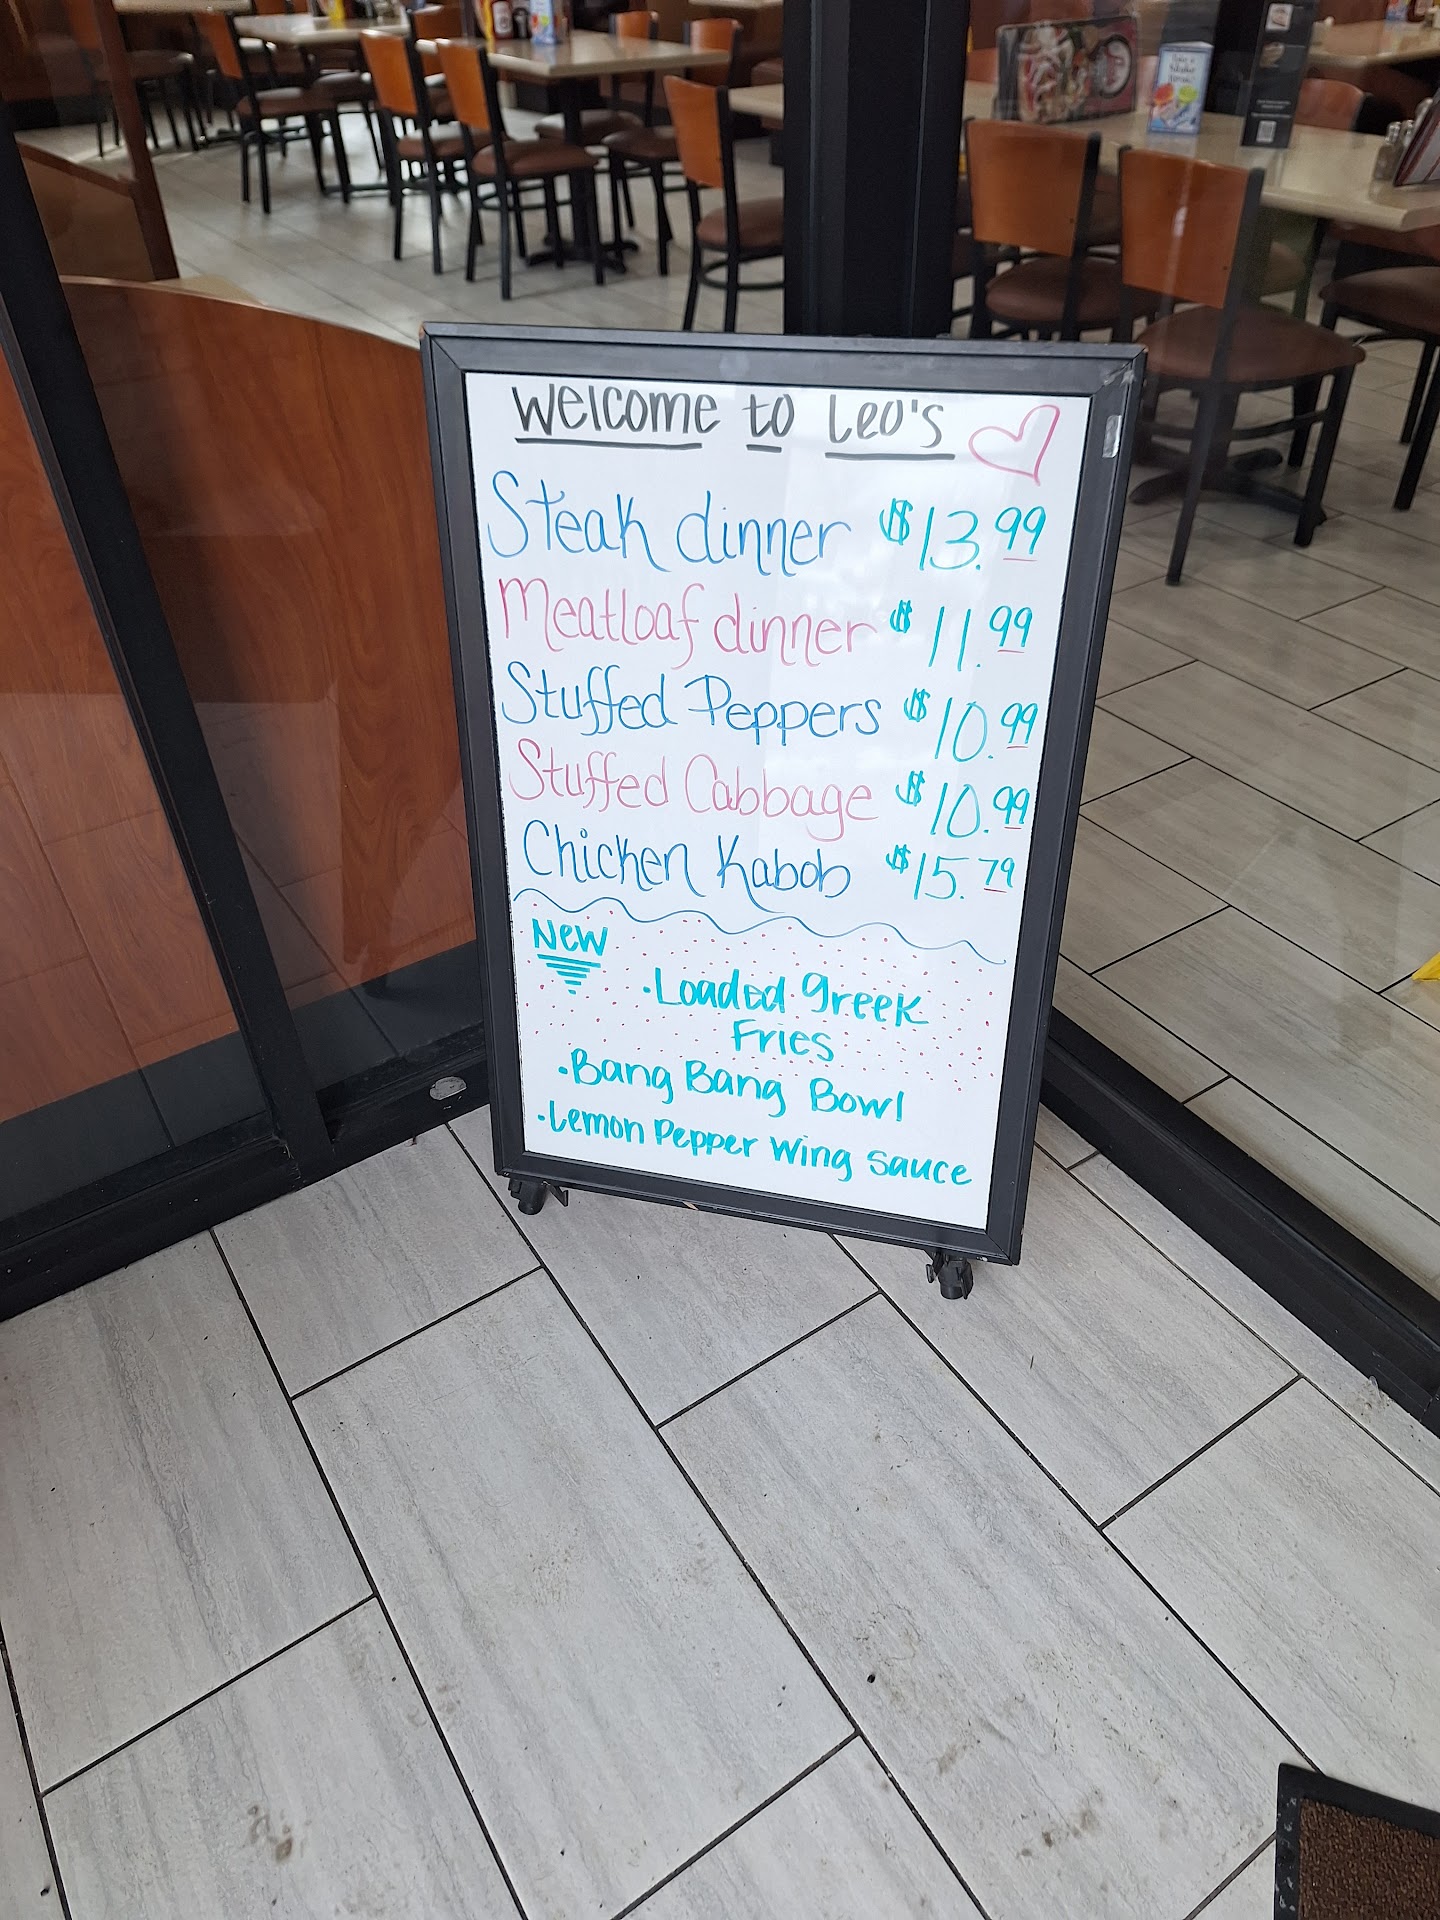 Welcome to Leo's
Steak dinner $13.99
Meatloaf dinner $11.99
Stuffed Peppers $10.99
Stuffed Cabbage $10.99
Chicken Kabob $15.79
New
·Loaded Greek
Fries
·Bang Bang Bowl
·Lemon Pepper Wing Sauce